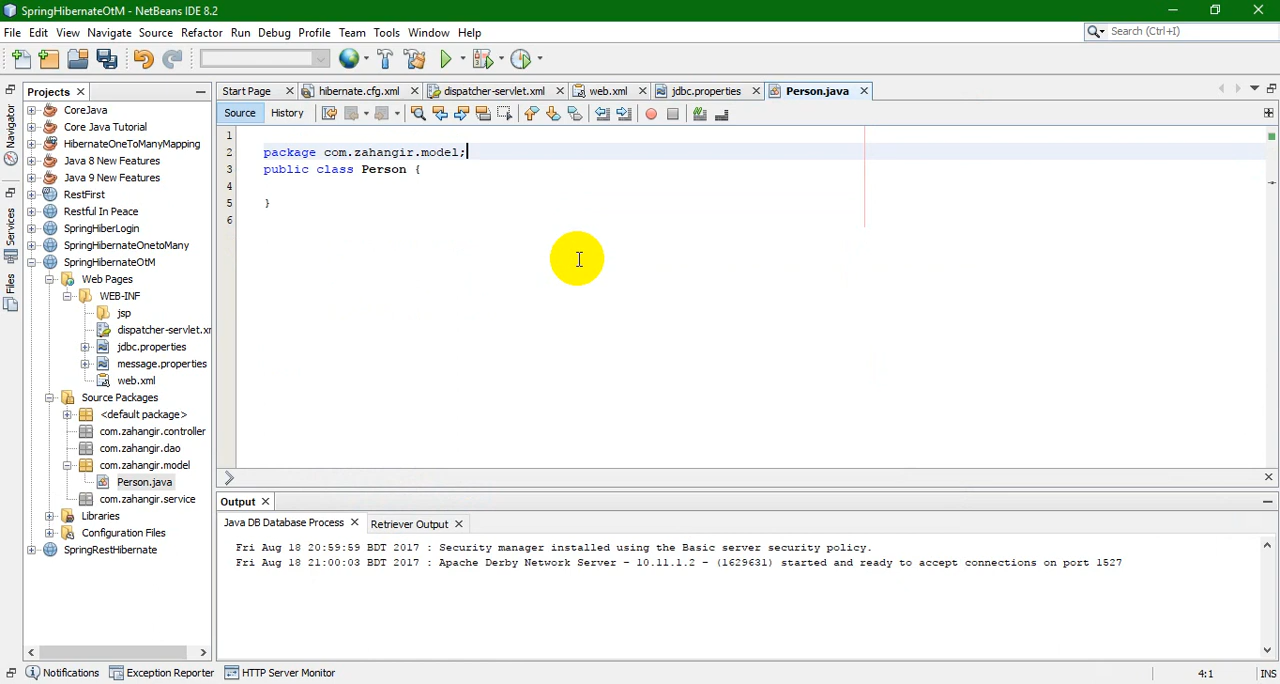 SpringHibernateOtM - NetBeans IDE 8.2
File Edit View Navigate Source Refactor Run Debug Profile Team Tools Window Help
Search (Ctrl+I)
Projects
Start Page hibernate.cfg.xml dispatcher-servlet.xml web.xml jdbc.properties Person.java
Source History
Navigator
Services
Files
CoreJava
Core Java Tutorial
HibernateOneToManyMapping
Java 8 New Features
Java 9 New Features
RestFirst
Restful In Peace
SpringHiberLogin
SpringHibernateOnetoMany
SpringHibernateOtM
Web Pages
WEB-INF
jsp
dispatcher-servlet.xr
jdbc.properties
message.properties
web.xml
Source Packages
<default package>
com.zahangir.controller
com.zahangir.dao
com.zahangir.model
Person.java
com.zahangir.service
Libraries
Configuration Files
SpringRestHibernate
1
2 package com.zahangir.model;
3 public class Person {
4
5 }
6
Output
Java DB Database Process Retriever Output
Fri Aug 18 20:59:59 BDT 2017 : Security manager installed using the Basic server security policy.
Fri Aug 18 21:00:03 BDT 2017 : Apache Derby Network Server - 10.11.1.2 - (1629631) started and ready to accept connections on port 1527
Notifications Exception Reporter HTTP Server Monitor
4:1 INS